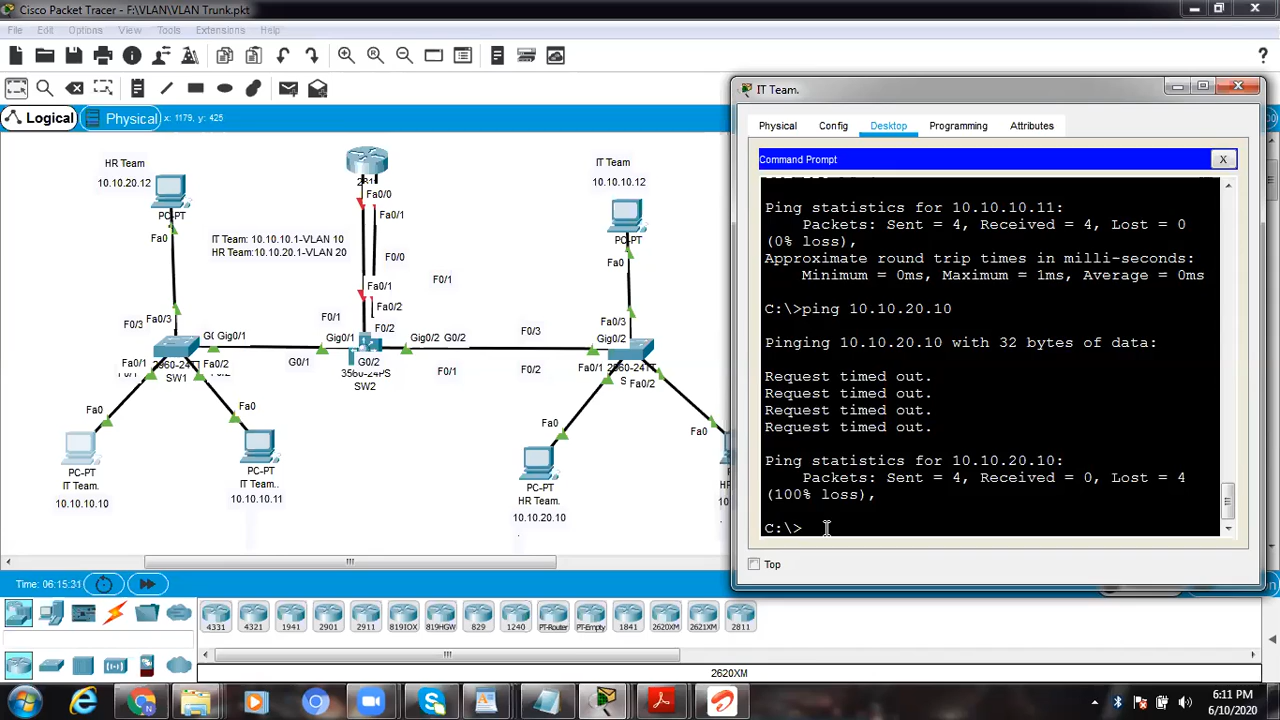 Cisco Packet Tracer - F:\VLAN\VLAN Trunk.pkt
File Edit Options View Tools Extensions Help
Logical
Physical
x: 1179, y: 425
HR Team
10.10.20.12
PC-PT
Fa0
Fa0/0
Fa0/1
IT Team: 10.10.10.1-VLAN 10
HR Team:10.10.20.1-VLAN 20
F0/0
F0/1
IT Team
10.10.10.12
PC-PT
Fa0
Fa0/1
Fa0/2
F0/3
Fa0/3
F0/1
F0/2
Gig0/1
Gig0/1
Gig0/2
G0/2
F0/3
Fa0/3
SW1
G0/1
G0/2
3560-24PS
SW2
F0/1
F0/2
Fa0/1
Fa0/2
Fa0/1
Fa0/2
Fa0
Fa0
Fa0
Fa0
PC-PT
IT Team.
10.10.10.10
PC-PT
IT Team..
10.10.10.11
PC-PT
HR Team.
10.10.20.10
IT Team.
Physical
Config
Desktop
Programming
Attributes
Command Prompt
X
Ping statistics for 10.10.10.11:
Packets: Sent = 4, Received = 4, Lost = 0
(0% loss),
Approximate round trip times in milli-seconds:
Minimum = 0ms, Maximum = 1ms, Average = 0ms
C:\>ping 10.10.20.10
Pinging 10.10.20.10 with 32 bytes of data:
Request timed out.
Request timed out.
Request timed out.
Request timed out.
Ping statistics for 10.10.20.10:
Packets: Sent = 4, Received = 0, Lost = 4
(100% loss),
C:\>
Top
Time: 06:15:31
4331 4321 1941 2901 2911 819IOX 819HGW 829 1240 PT-Router PT-Empty 1841 2620XM 2621XM 2811
2620XM
6:11 PM
6/10/2020